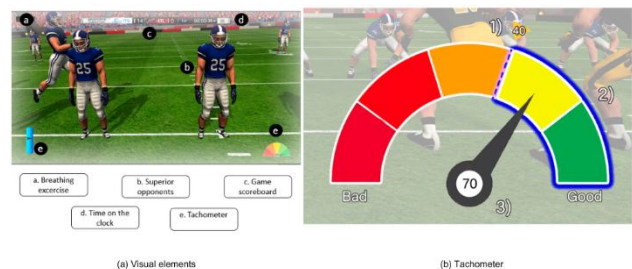 a
d
c
25
25
b
e
e
a. Breathing
excercise
b. Superior
opponents
c. Game
scoreboard
d. Time on the
clock
e. Tachometer
(a) Visual elements
1)
40
2)
70
Bad
Good
3)
(b) Tachometer